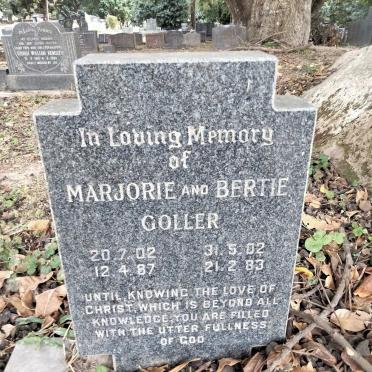 In Loving Memory
of
MARJORIE AND BERTIE
GOLLER
20.7.02 31.5.02
12.4.87 21.2.83
UNTIL, KNOWING THE LOVE OF
CHRIST, WHICH IS BEYOND ALL
KNOWLEDGE, YOU ARE FILLED
WITH THE UTTER FULLNESS
OF GOD